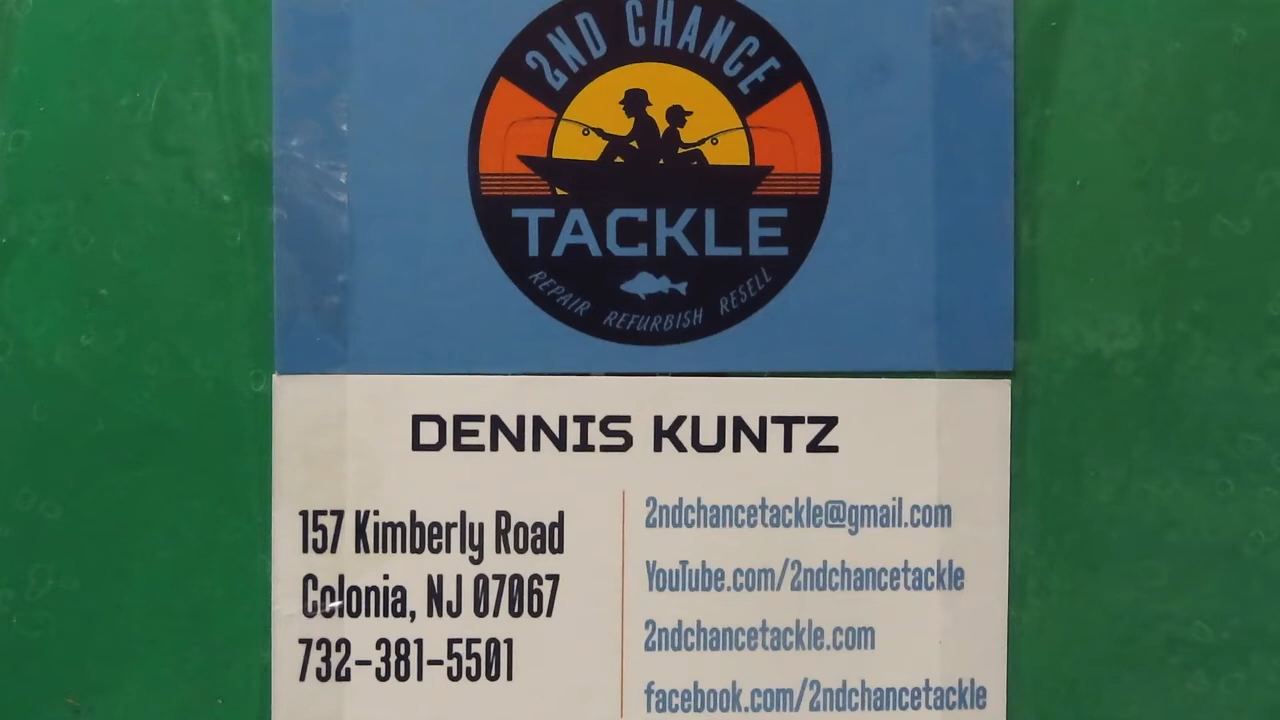 2ND CHANCE
TACKLE
REPAIR REFURBISH RESELL
DENNIS KUNTZ
157 Kimberly Road
Colonia, NJ 07067
732-381-5501
2ndchancetackle@gmail.com
YouTube.com/2ndchancetackle
2ndchancetackle.com
facebook.com/2ndchancetackle